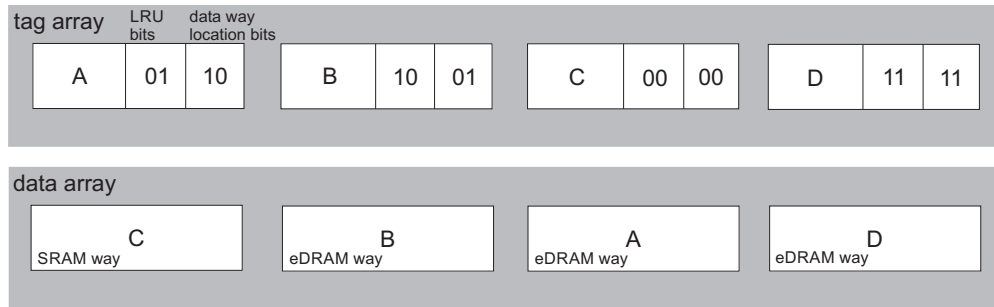 tag array
LRU bits
data way location bits
A 01 10 B 10 01 C 00 00 D 11 11
data array
C B A D
SRAM way eDRAM way eDRAM way eDRAM way